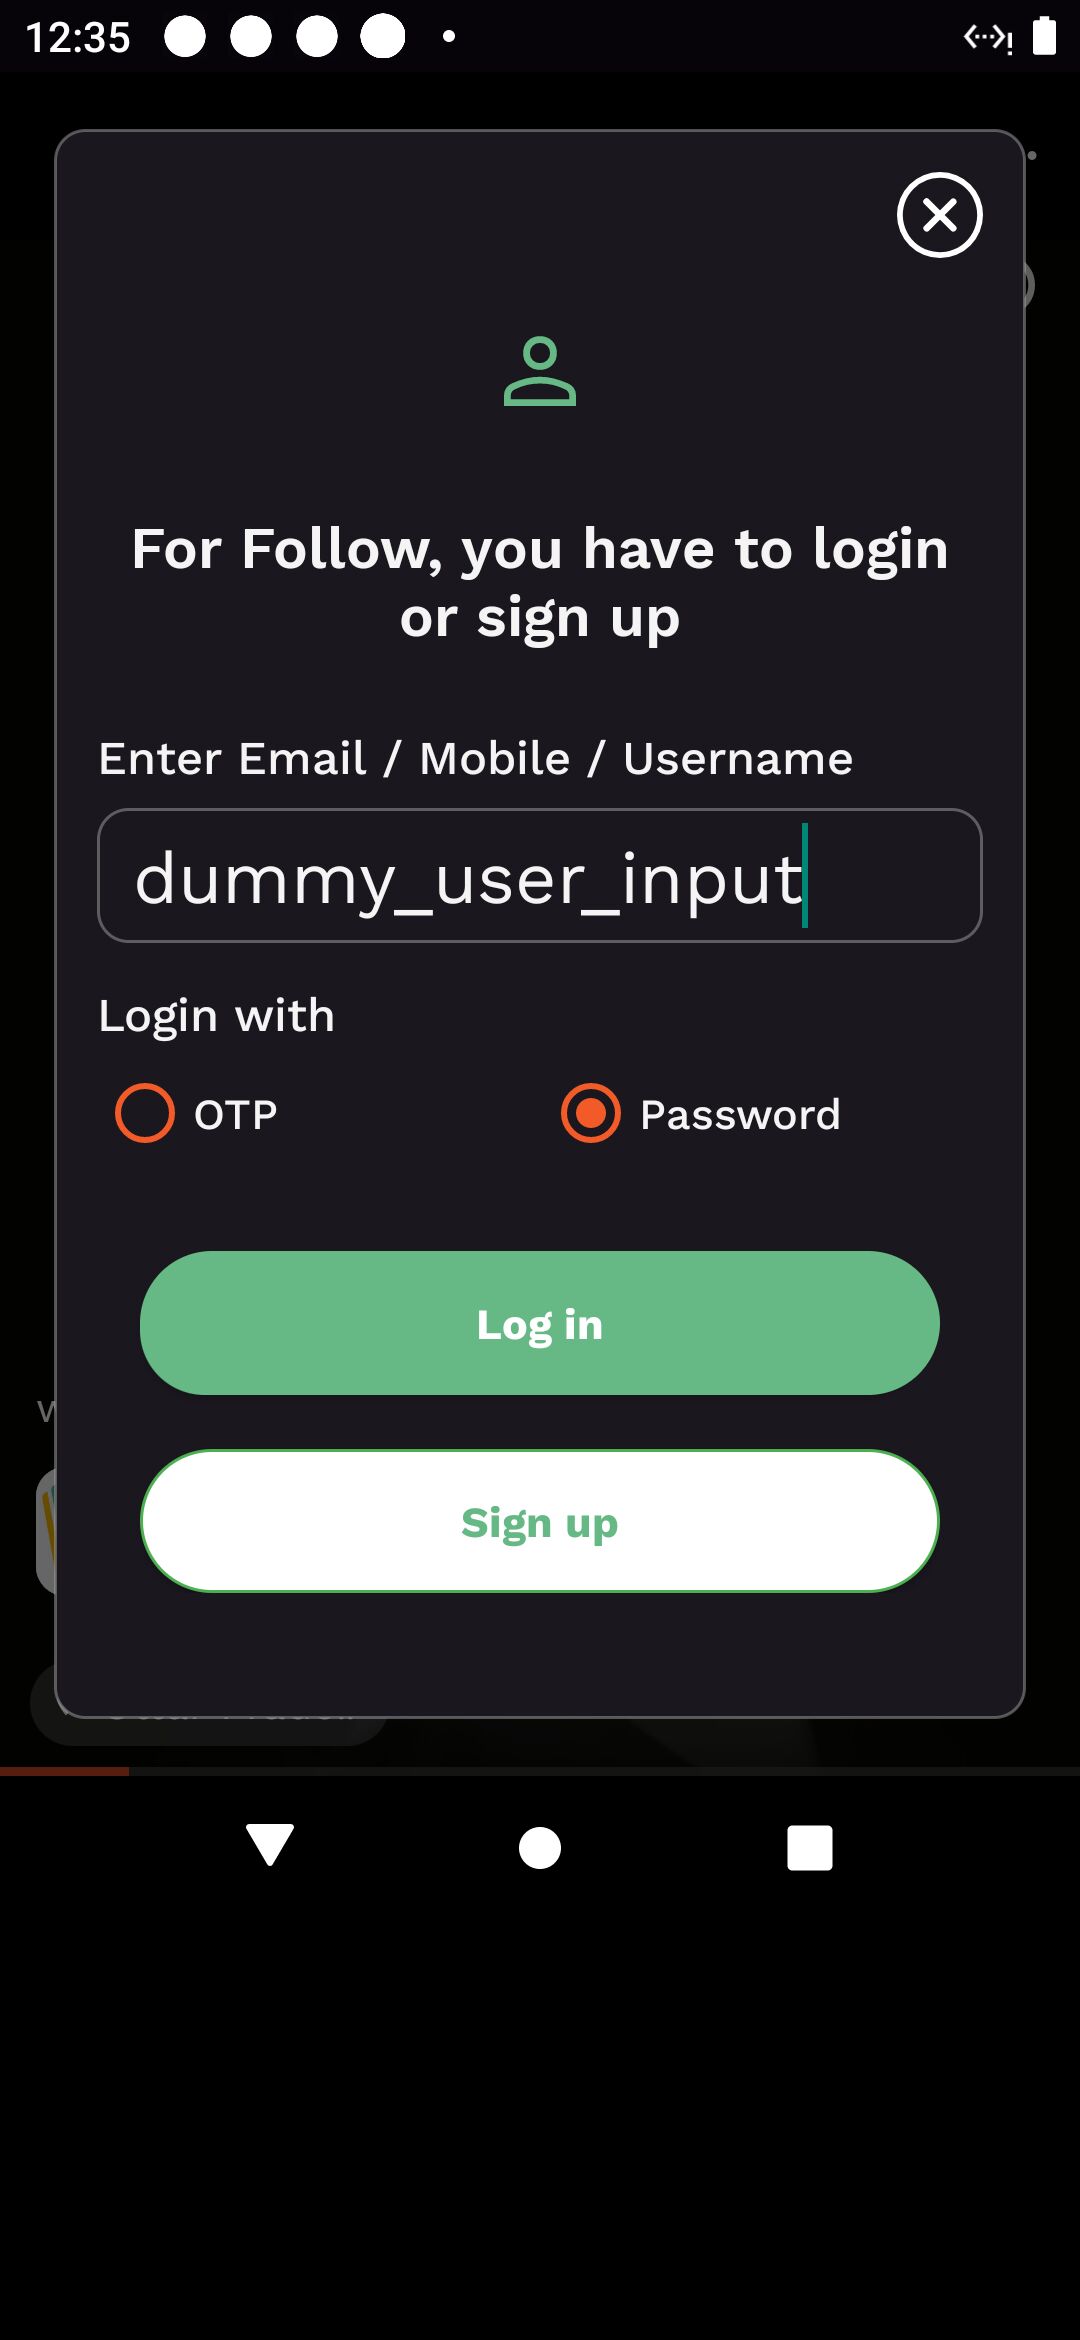 12:35
For Follow, you have to login
or sign up
Enter Email / Mobile / Username
dummy_user_input
Login with
OTP
Password
Log in
Sign up